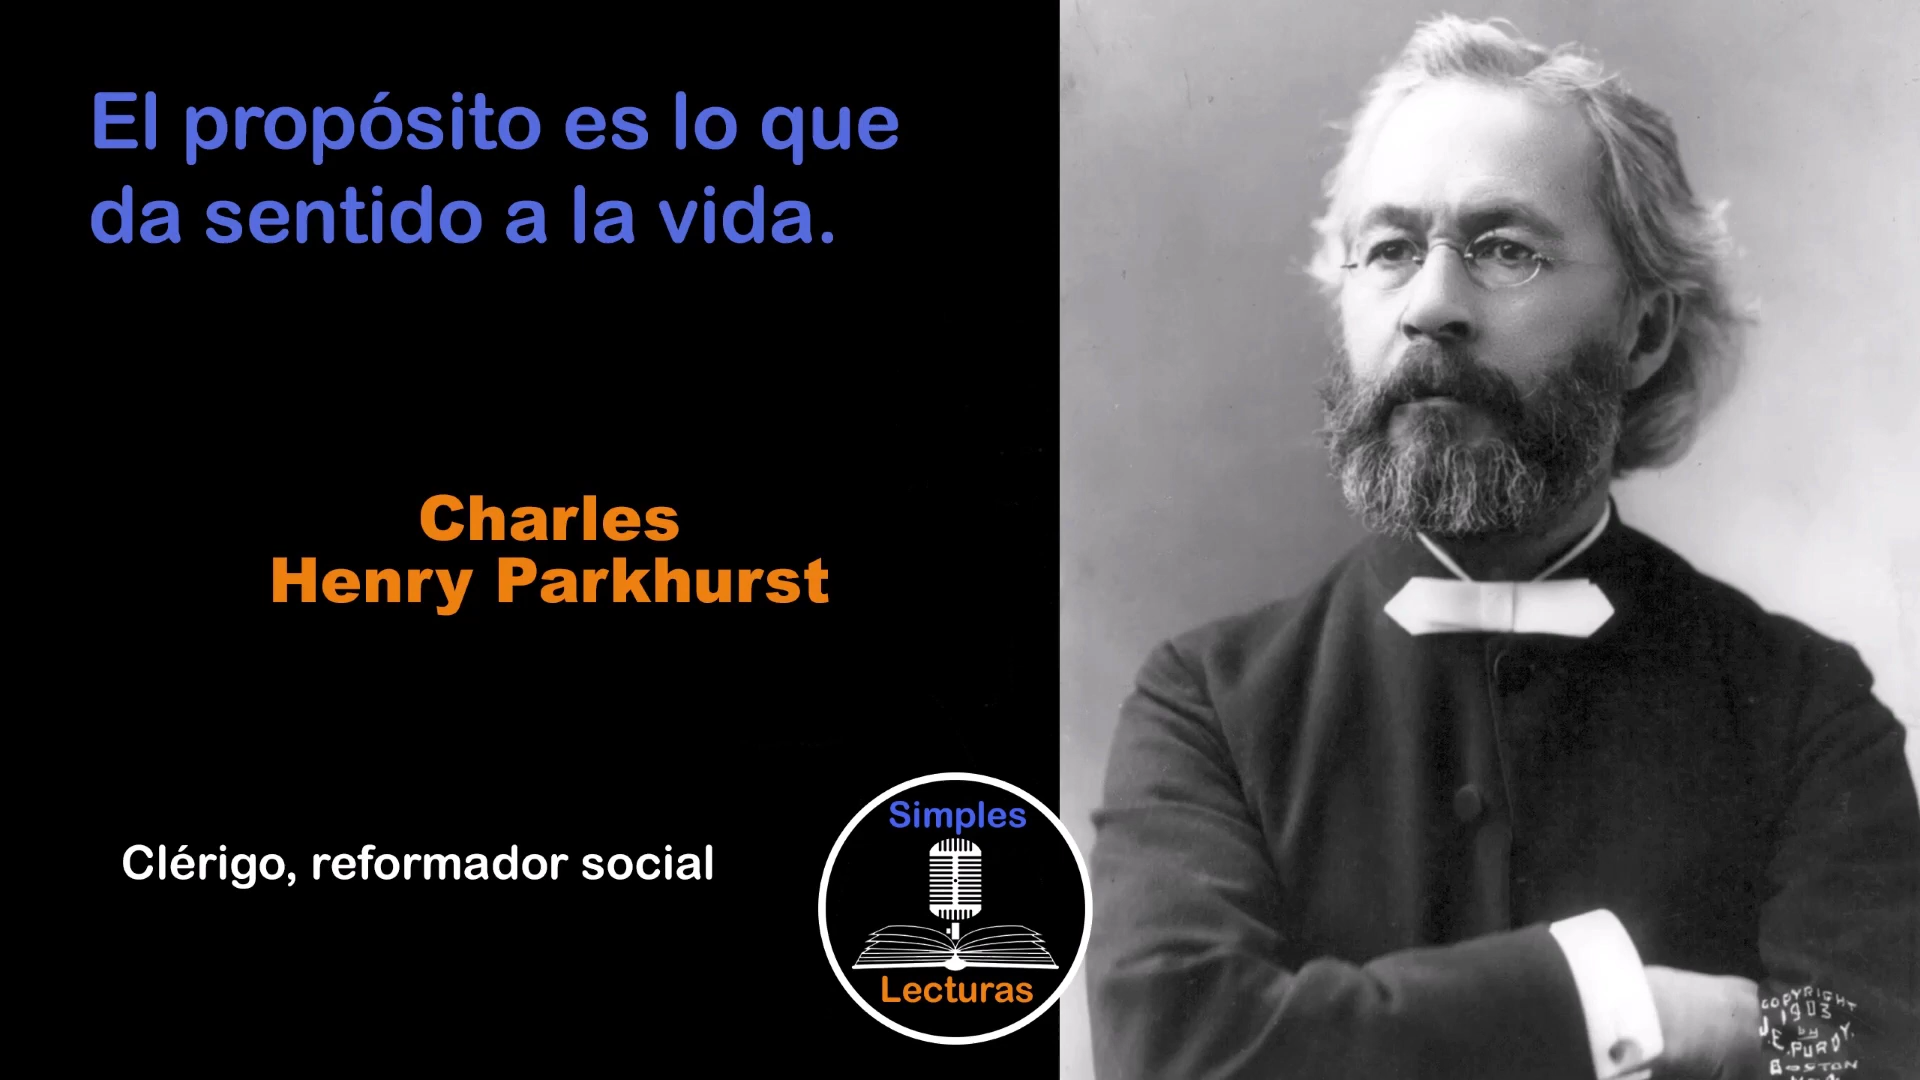 El propósito es lo que
da sentido a la vida.
Charles
Henry Parkhurst
Clérigo, reformador social
Simples
Lecturas
COPYRIGHT
1903
by
J.E. PURDY.
BOSTON